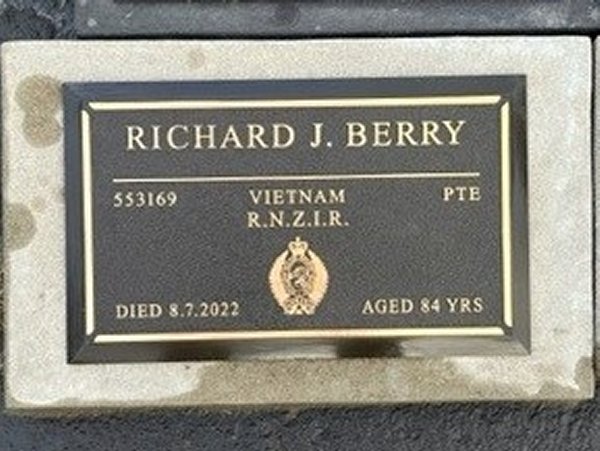 RICHARD J. BERRY
553169 VIETNAM PTE
R.N.Z.I.R.
DIED 8.7.2022 AGED 84 YRS